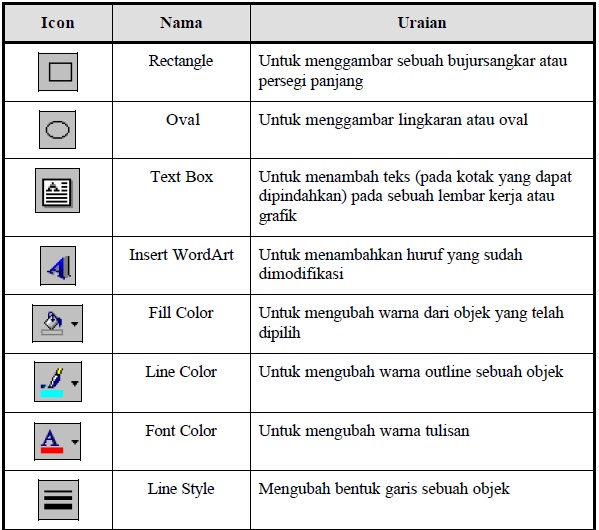 Icon Nama Uraian
Rectangle Untuk menggambar sebuah bujursangkar atau
persegi panjang
Oval Untuk menggambar lingkaran atau oval
Text Box Untuk menambah teks (pada kotak yang dapat
dipindahkan) pada sebuah lembar kerja atau
grafik
Insert WordArt Untuk menambahkan huruf yang sudah
dimodifikasi
Fill Color Untuk mengubah warna dari objek yang telah
dipilih
Line Color Untuk mengubah warna outline sebuah objek
A Font Color Untuk mengubah warna tulisan
Line Style Mengubah bentuk garis sebuah objek